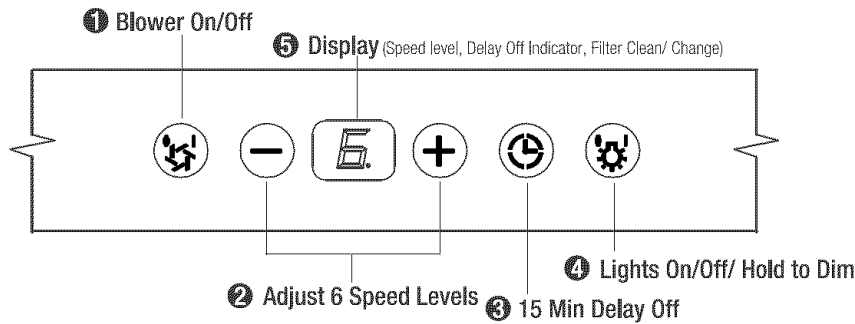 ❶ Blower On/Off
❺ Display (Speed level, Delay Off Indicator, Filter Clean/ Change)
6.
❷ Adjust 6 Speed Levels
❸ 15 Min Delay Off
❹ Lights On/Off/ Hold to Dim